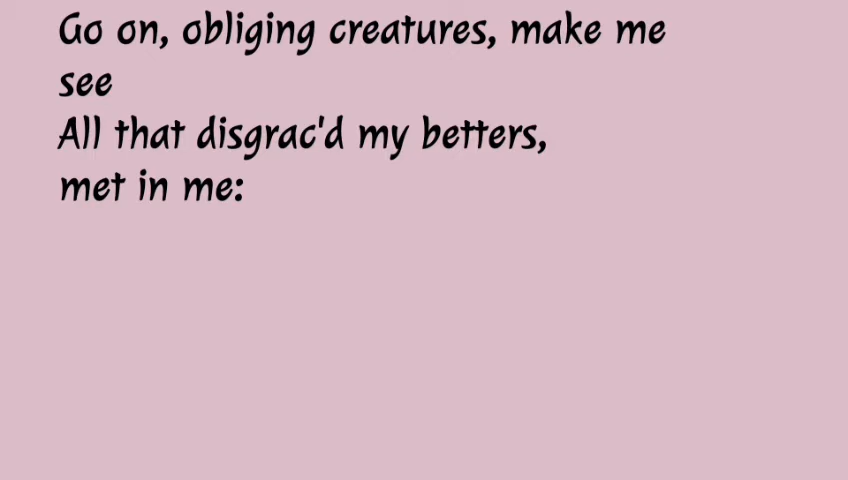 Go on, obliging creatures, make me
see
All that disgrac'd my betters,
met in me: